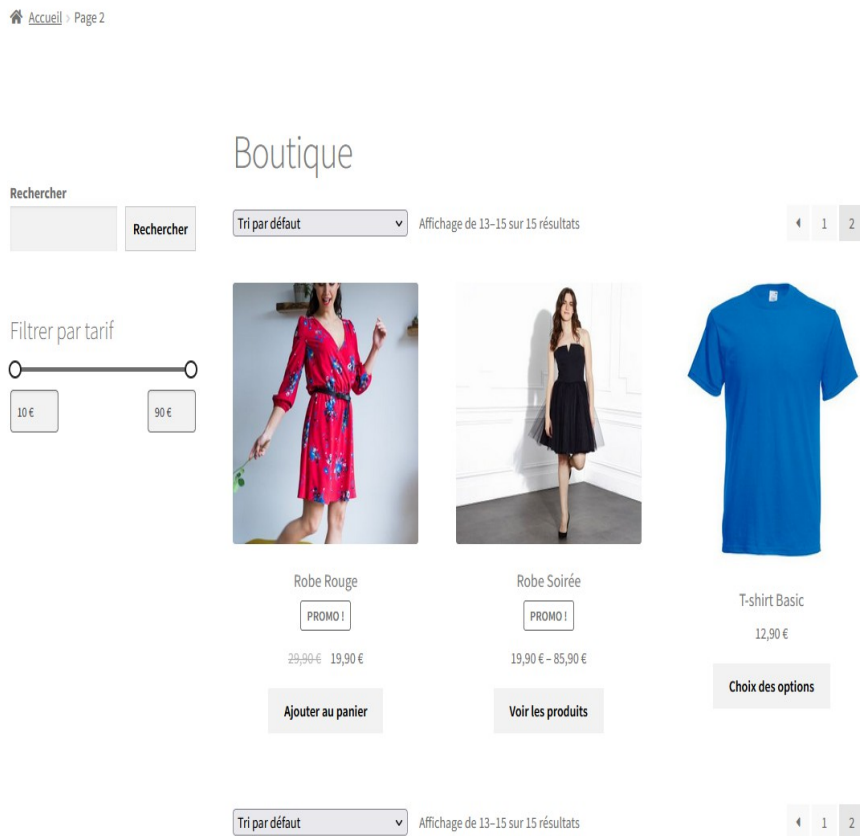 Accueil > Page 2
Boutique
Rechercher
Rechercher
Tri par défaut
Affichage de 13–15 sur 15 résultats
1 2
Filtrer par tarif
10 €
90 €
Robe Rouge
PROMO !
29,90 € 19,90 €
Ajouter au panier
Robe Soirée
PROMO !
19,90 € – 85,90 €
Voir les produits
T-shirt Basic
12,90 €
Choix des options
Tri par défaut
Affichage de 13–15 sur 15 résultats
1 2